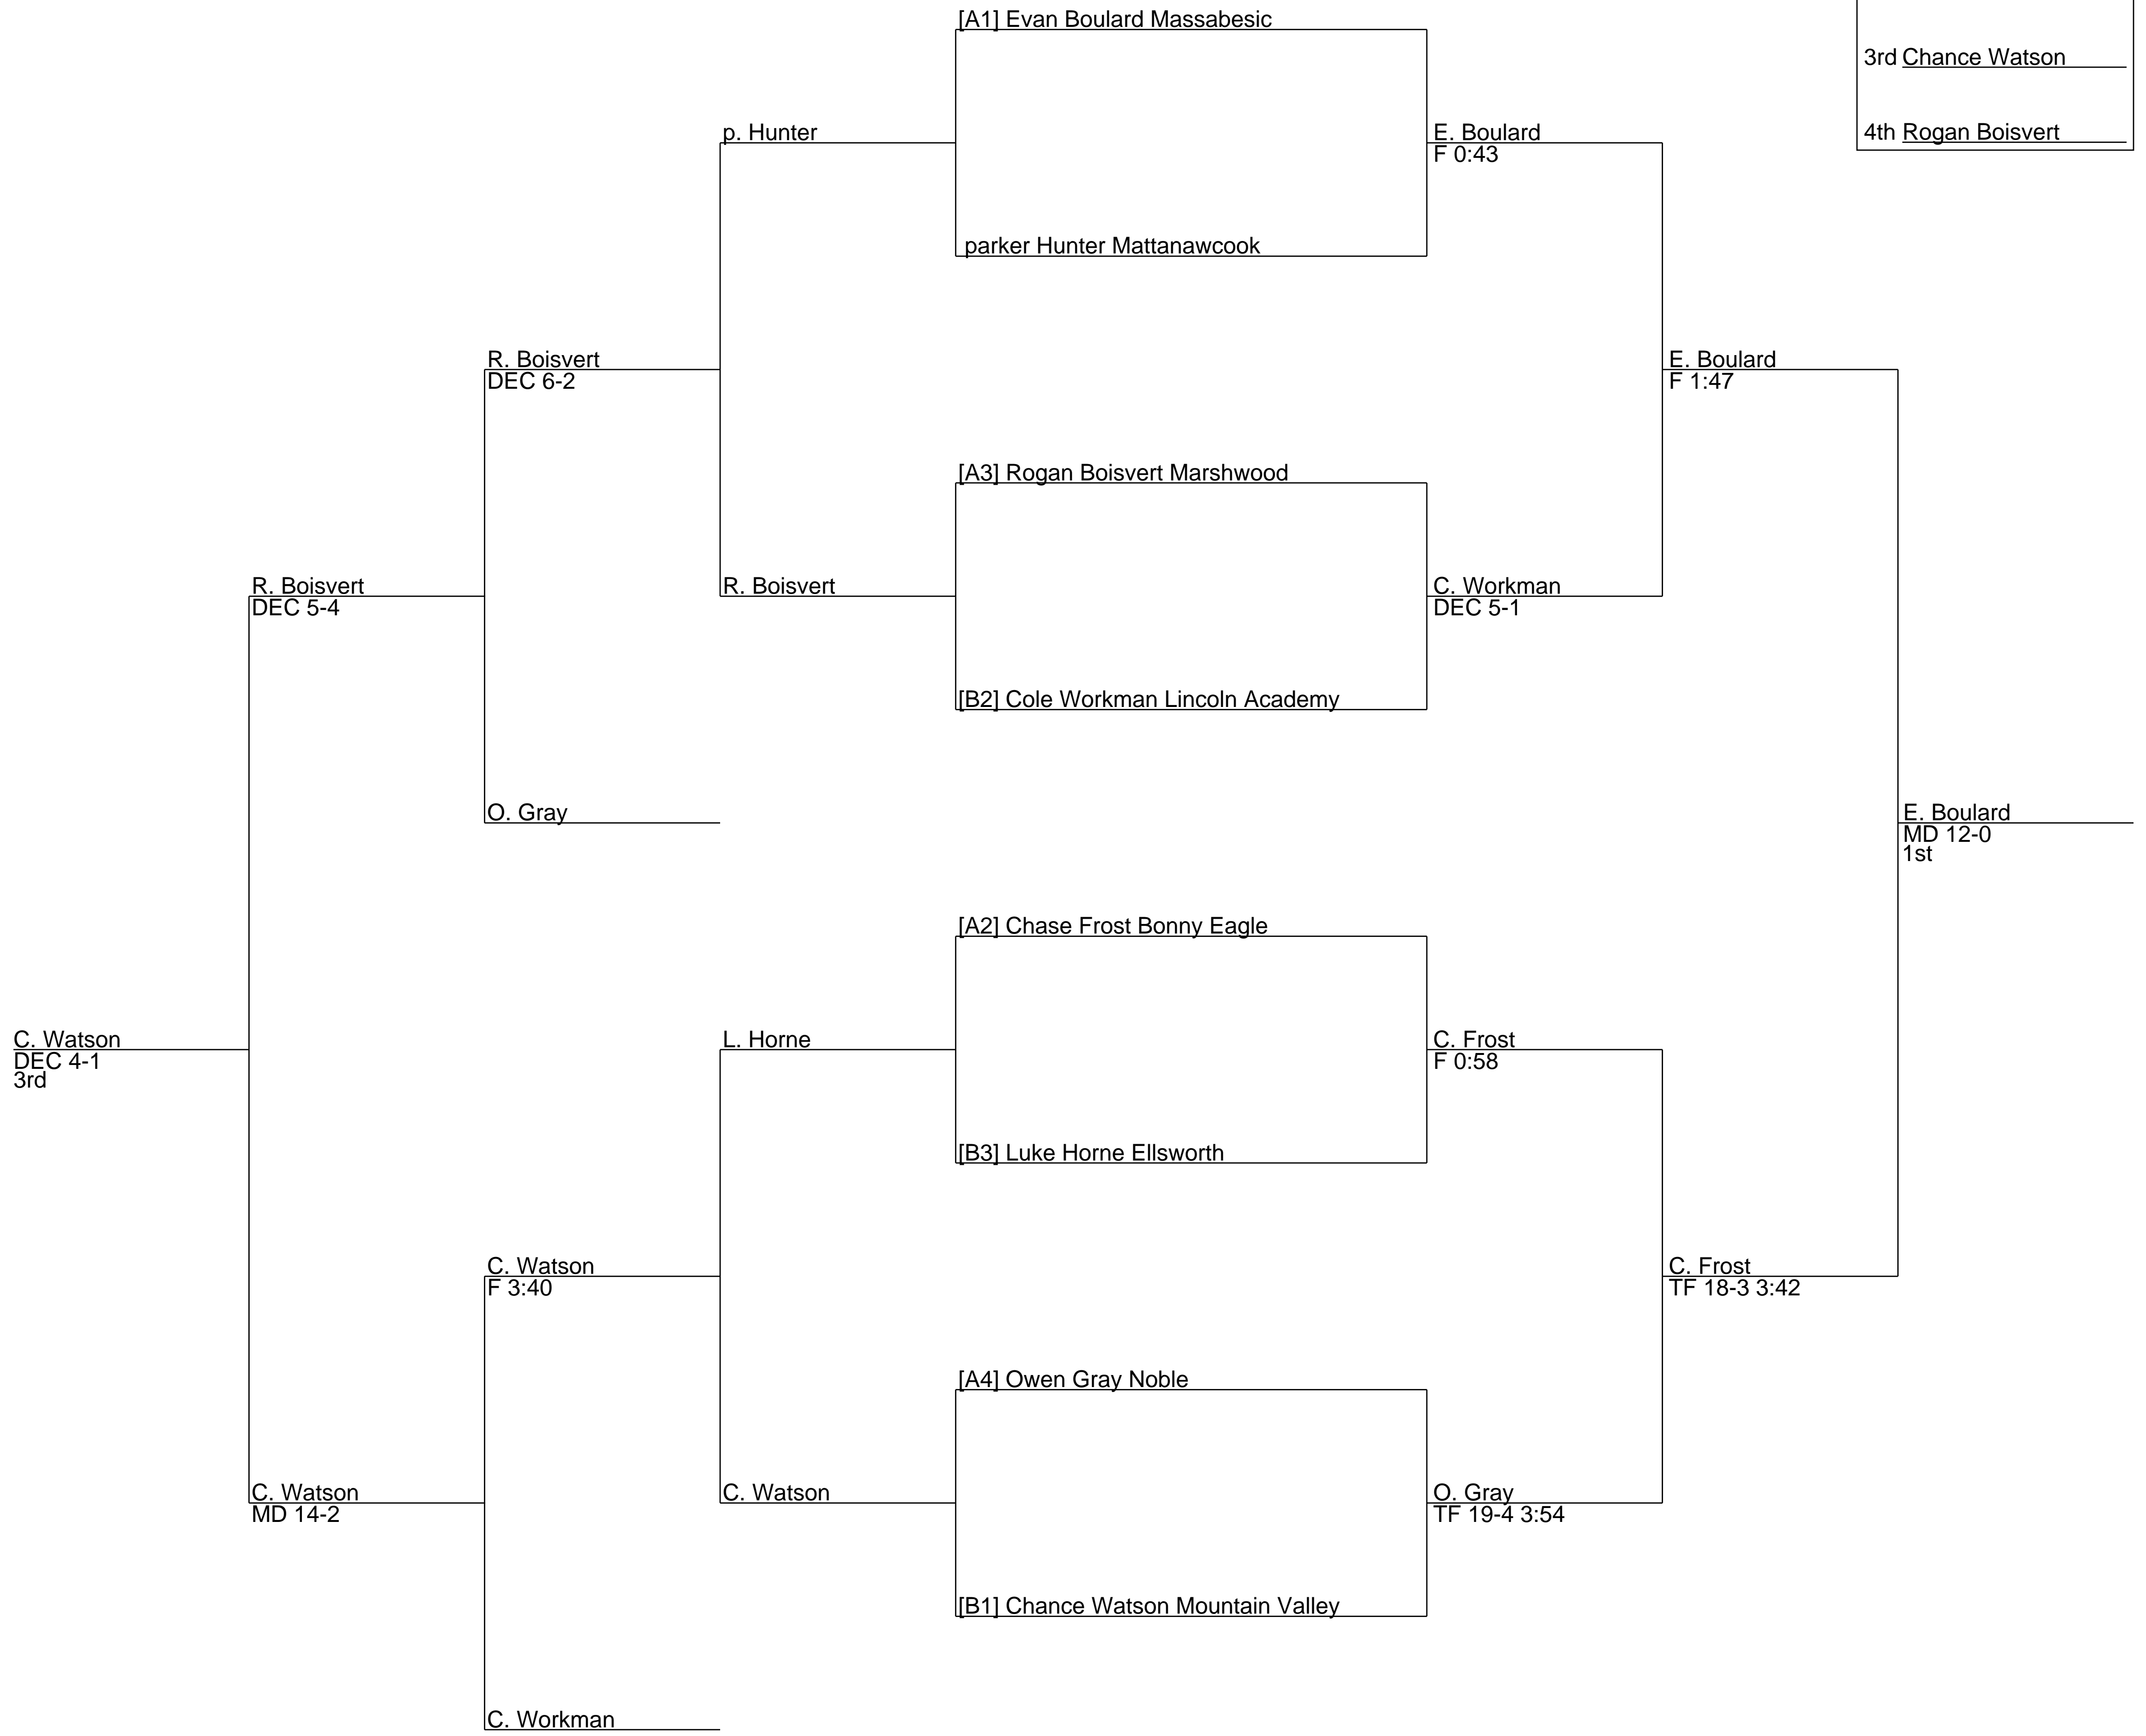 [A1] Evan Boulard Massabesic
3rd Chance Watson
p. Hunter
E. Boulard
F 0:43
4th Rogan Boisvert
parker Hunter Mattanawcook
R. Boisvert
DEC 6-2
E. Boulard
F 1:47
[A3] Rogan Boisvert Marshwood
R. Boisvert
DEC 5-4
R. Boisvert
C. Workman
DEC 5-1
[B2] Cole Workman Lincoln Academy
O. Gray
E. Boulard
MD 12-0
1st
[A2] Chase Frost Bonny Eagle
C. Watson
DEC 4-1
3rd
L. Horne
C. Frost
F 0:58
[B3] Luke Horne Ellsworth
C. Watson
F 3:40
C. Frost
TF 18-3 3:42
[A4] Owen Gray Noble
C. Watson
MD 14-2
C. Watson
O. Gray
TF 19-4 3:54
[B1] Chance Watson Mountain Valley
C. Workman